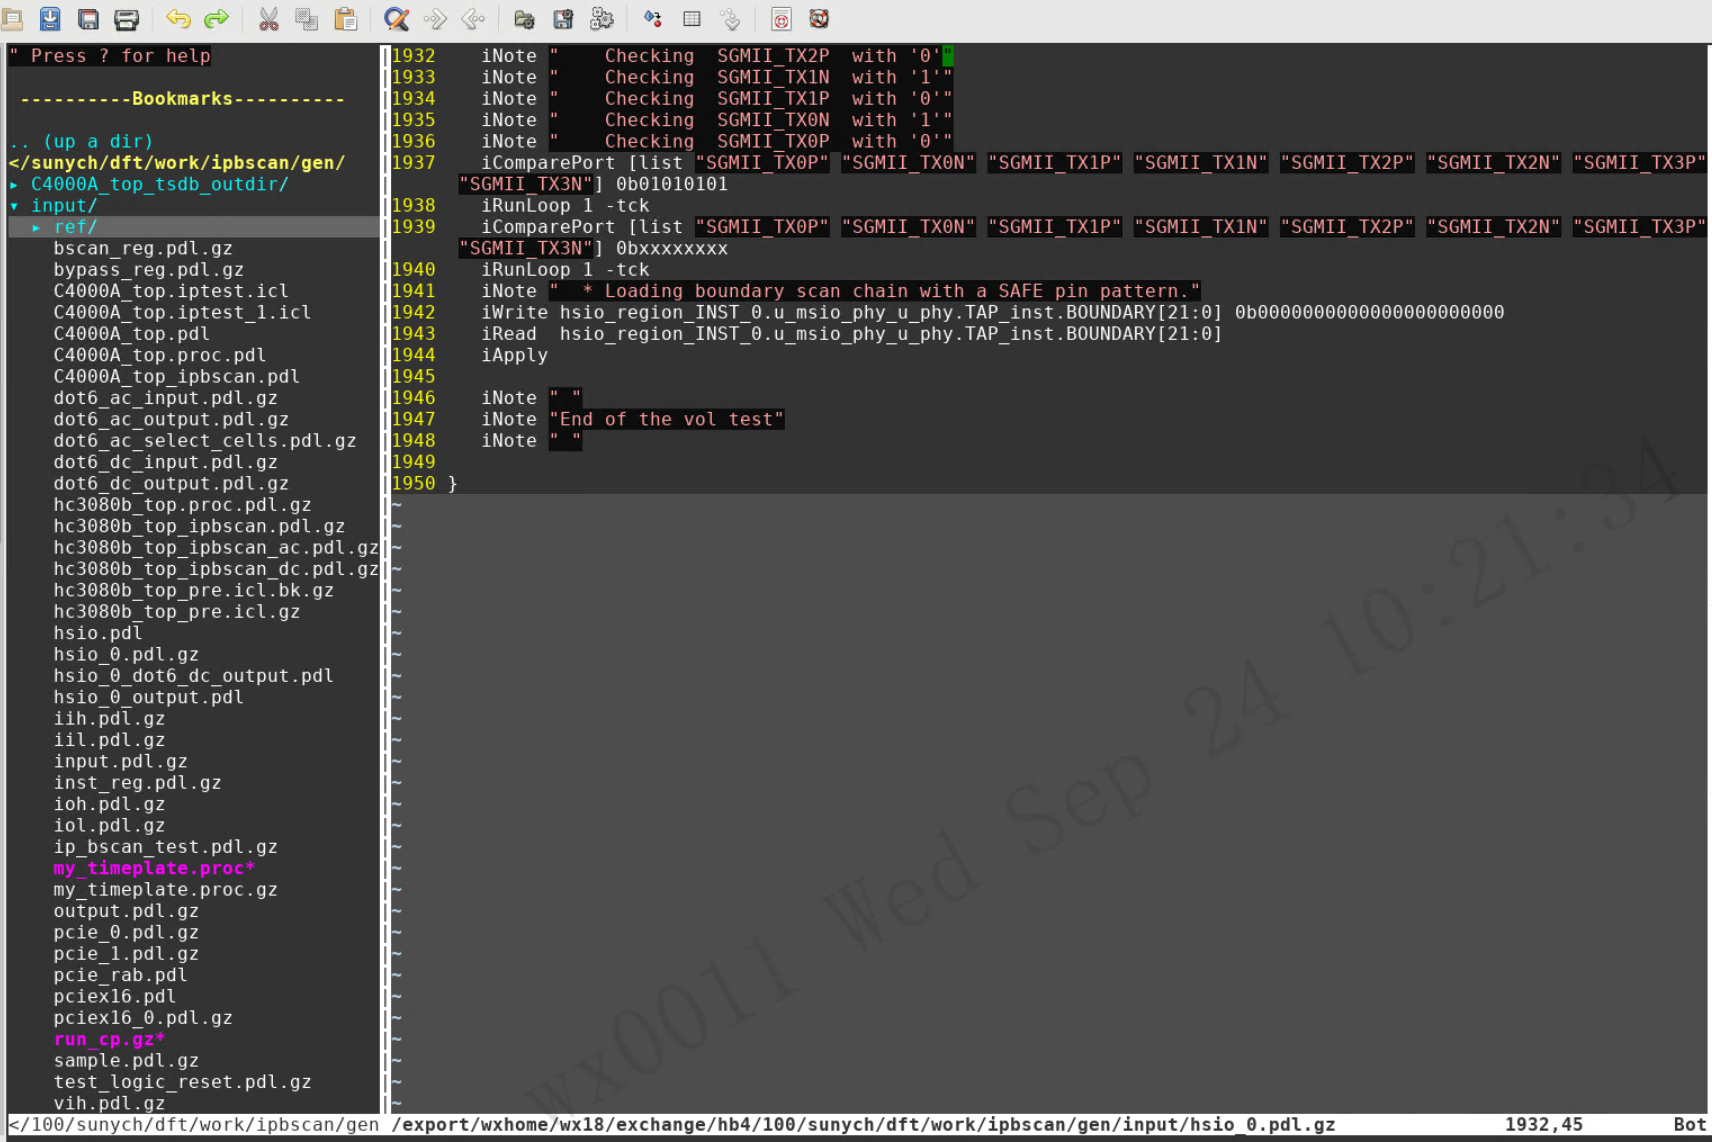 " Press ? for help
----------Bookmarks----------
.. (up a dir)
</sunych/dft/work/ipbscan/gen/
▸ C4000A_top_tsdb_outdir/
▾ input/
▸ ref/
bscan_reg.pdl.gz
bypass_reg.pdl.gz
C4000A_top.iptest.icl
C4000A_top.iptest_1.icl
C4000A_top.pdl
C4000A_top.proc.pdl
C4000A_top_ipbscan.pdl
dot6_ac_input.pdl.gz
dot6_ac_output.pdl.gz
dot6_ac_select_cells.pdl.gz
dot6_dc_input.pdl.gz
dot6_dc_output.pdl.gz
hc3080b_top.proc.pdl.gz
hc3080b_top_ipbscan.pdl.gz
hc3080b_top_ipbscan_ac.pdl.gz
hc3080b_top_ipbscan_dc.pdl.gz
hc3080b_top_pre.icl.bk.gz
hc3080b_top_pre.icl.gz
hsio.pdl
hsio_0.pdl.gz
hsio_0_dot6_dc_output.pdl
hsio_0_output.pdl
iih.pdl.gz
iil.pdl.gz
input.pdl.gz
inst_reg.pdl.gz
ioh.pdl.gz
iol.pdl.gz
ip_bscan_test.pdl.gz
my_timeplate.proc*
my_timeplate.proc.gz
output.pdl.gz
pcie_0.pdl.gz
pcie_1.pdl.gz
pcie_rab.pdl
pciex16.pdl
pciex16_0.pdl.gz
run_cp.gz*
sample.pdl.gz
test_logic_reset.pdl.gz
vih.pdl.gz
</100/sunych/dft/work/ipbscan/gen
1932 iNote "    Checking  SGMII_TX2P  with '0'"
1933 iNote "    Checking  SGMII_TX1N  with '1'"
1934 iNote "    Checking  SGMII_TX1P  with '0'"
1935 iNote "    Checking  SGMII_TX0N  with '1'"
1936 iNote "    Checking  SGMII_TX0P  with '0'"
1937 iComparePort [list "SGMII_TX0P" "SGMII_TX0N" "SGMII_TX1P" "SGMII_TX1N" "SGMII_TX2P" "SGMII_TX2N" "SGMII_TX3P"
"SGMII_TX3N"] 0b01010101
1938 iRunLoop 1 -tck
1939 iComparePort [list "SGMII_TX0P" "SGMII_TX0N" "SGMII_TX1P" "SGMII_TX1N" "SGMII_TX2P" "SGMII_TX2N" "SGMII_TX3P"
"SGMII_TX3N"] 0bxxxxxxxx
1940 iRunLoop 1 -tck
1941 iNote "  * Loading boundary scan chain with a SAFE pin pattern."
1942 iWrite hsio_region_INST_0.u_msio_phy_u_phy.TAP_inst.BOUNDARY[21:0] 0b0000000000000000000000
1943 iRead  hsio_region_INST_0.u_msio_phy_u_phy.TAP_inst.BOUNDARY[21:0]
1944 iApply
1945
1946 iNote " "
1947 iNote "End of the vol test"
1948 iNote " "
1949
1950 }
/export/wxhome/wx18/exchange/hb4/100/sunych/dft/work/ipbscan/gen/input/hsio_0.pdl.gz 1932,45 Bot
wx0011 Wed Sep 24 10:21:34